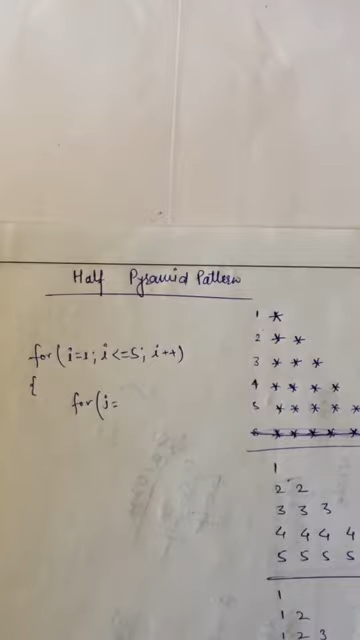 Half Pyramid Pattern
for(i=1; i<=5; i++)
{
for(j=
1 *
2 * *
3 * * *
4 * * * *
5 * * * * *
6 * * * * *
1
2 2
3 3 3
4 4 4 4
5 5 5 5
1
1 2
1 2 3